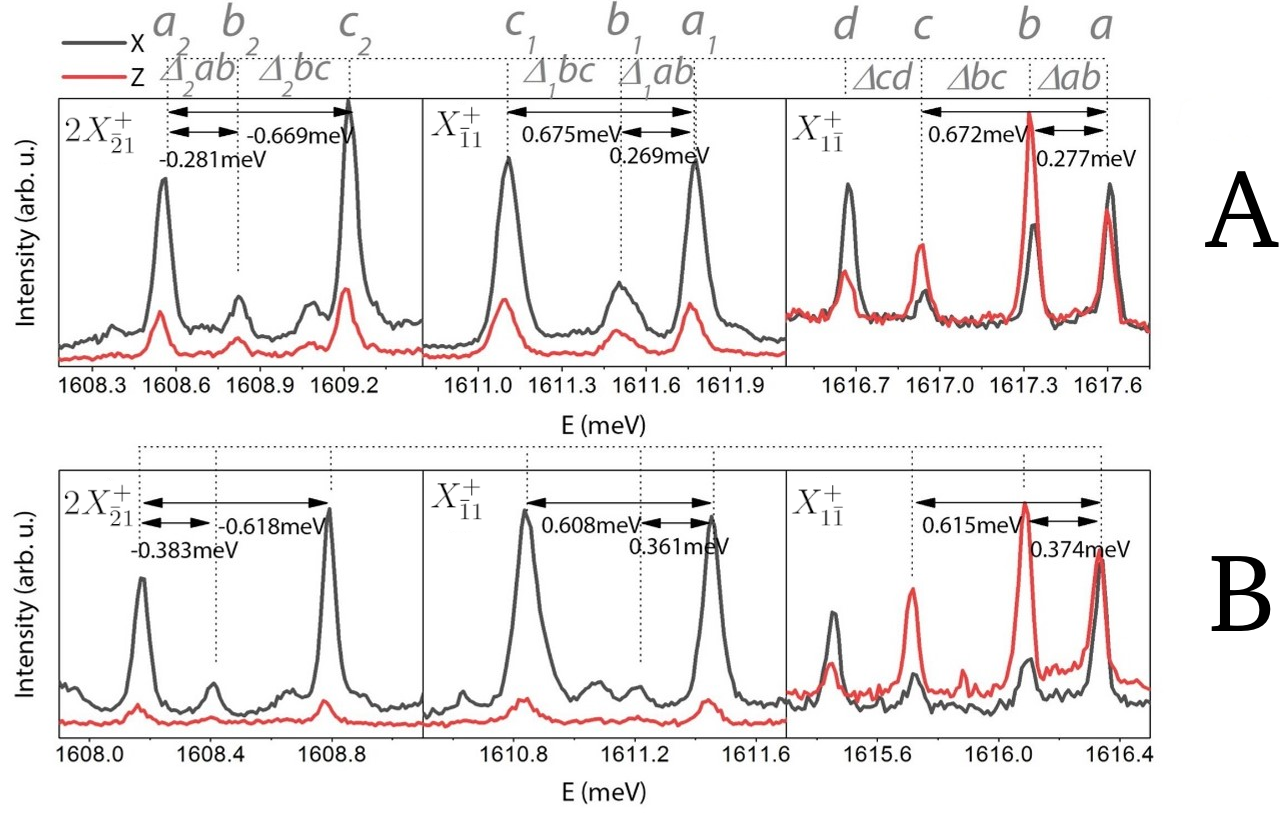 a₂ b₂ c₂ c₁ b₁ a₁ d c b a
X
Z
Δ₂ab Δ₂bc Δ₁bc Δ₁ab Δcd Δbc Δab
2X⁺₂̄₁ X⁺₁̄₁ X⁺₁₁̄
-0.669meV 0.675meV 0.672meV
-0.281meV 0.269meV 0.277meV
A
Intensity (arb. u.)
1608.3 1608.6 1608.9 1609.2 1611.0 1611.3 1611.6 1611.9 1616.7 1617.0 1617.3 1617.6
E (meV)
2X⁺₂̄₁ X⁺₁̄₁ X⁺₁₁̄
-0.618meV 0.608meV 0.615meV
-0.383meV 0.361meV 0.374meV
B
Intensity (arb. u.)
1608.0 1608.4 1608.8 1610.8 1611.2 1611.6 1615.6 1616.0 1616.4
E (meV)